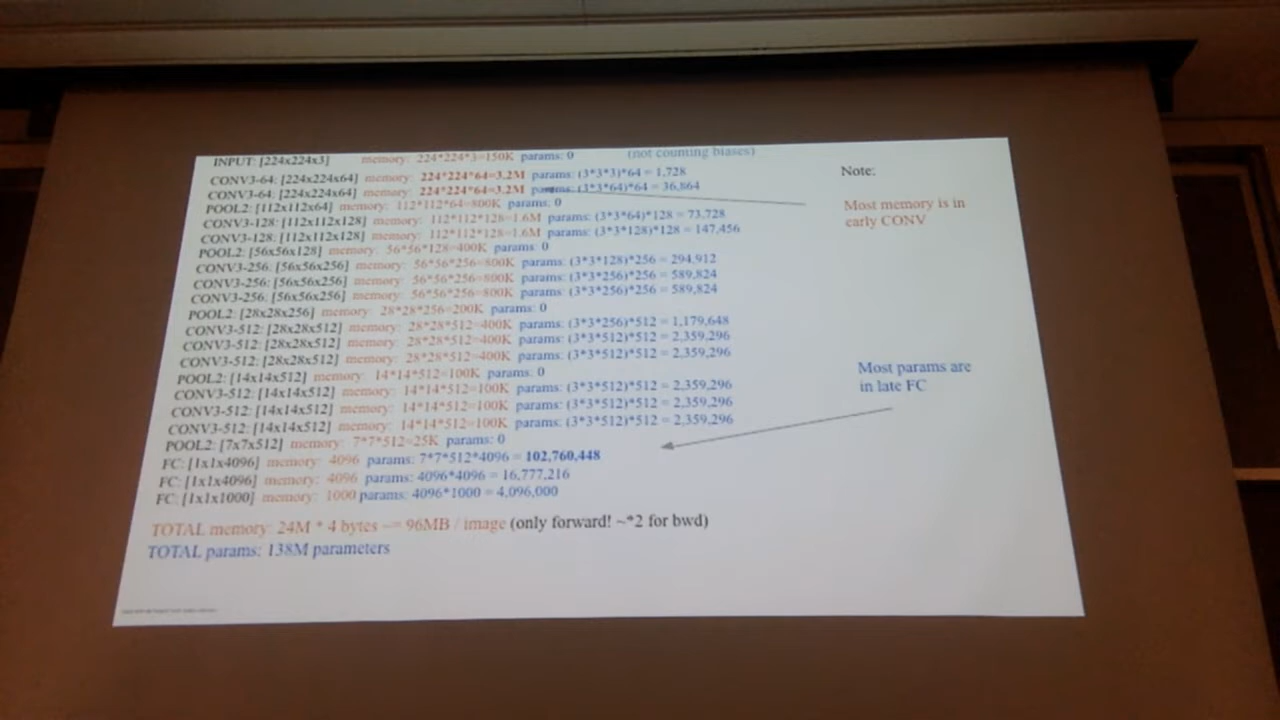 INPUT: [224x224x3] memory: 224*224*3=150K params: 0 (not counting biases)
CONV3-64: [224x224x64] memory: 224*224*64=3.2M params: (3*3*3)*64 = 1,728
CONV3-64: [224x224x64] memory: 224*224*64=3.2M params: (3*3*64)*64 = 36,864
POOL2: [112x112x64] memory: 112*112*64=800K params: 0
CONV3-128: [112x112x128] memory: 112*112*128=1.6M params: (3*3*64)*128 = 73,728
CONV3-128: [112x112x128] memory: 112*112*128=1.6M params: (3*3*128)*128 = 147,456
POOL2: [56x56x128] memory: 56*56*128=400K params: 0
CONV3-256: [56x56x256] memory: 56*56*256=800K params: (3*3*128)*256 = 294,912
CONV3-256: [56x56x256] memory: 56*56*256=800K params: (3*3*256)*256 = 589,824
CONV3-256: [56x56x256] memory: 56*56*256=800K params: (3*3*256)*256 = 589,824
POOL2: [28x28x256] memory: 28*28*256=200K params: 0
CONV3-512: [28x28x512] memory: 28*28*512=400K params: (3*3*256)*512 = 1,179,648
CONV3-512: [28x28x512] memory: 28*28*512=400K params: (3*3*512)*512 = 2,359,296
CONV3-512: [28x28x512] memory: 28*28*512=400K params: (3*3*512)*512 = 2,359,296
POOL2: [14x14x512] memory: 14*14*512=100K params: 0
CONV3-512: [14x14x512] memory: 14*14*512=100K params: (3*3*512)*512 = 2,359,296
CONV3-512: [14x14x512] memory: 14*14*512=100K params: (3*3*512)*512 = 2,359,296
CONV3-512: [14x14x512] memory: 14*14*512=100K params: (3*3*512)*512 = 2,359,296
POOL2: [7x7x512] memory: 7*7*512=25K params: 0
FC: [1x1x4096] memory: 4096 params: 7*7*512*4096 = 102,760,448
FC: [1x1x4096] memory: 4096 params: 4096*4096 = 16,777,216
FC: [1x1x1000] memory: 1000 params: 4096*1000 = 4,096,000
TOTAL memory: 24M * 4 bytes ~= 96MB / image (only forward! ~*2 for bwd)
TOTAL params: 138M parameters
Note:
Most memory is in
early CONV
Most params are
in late FC